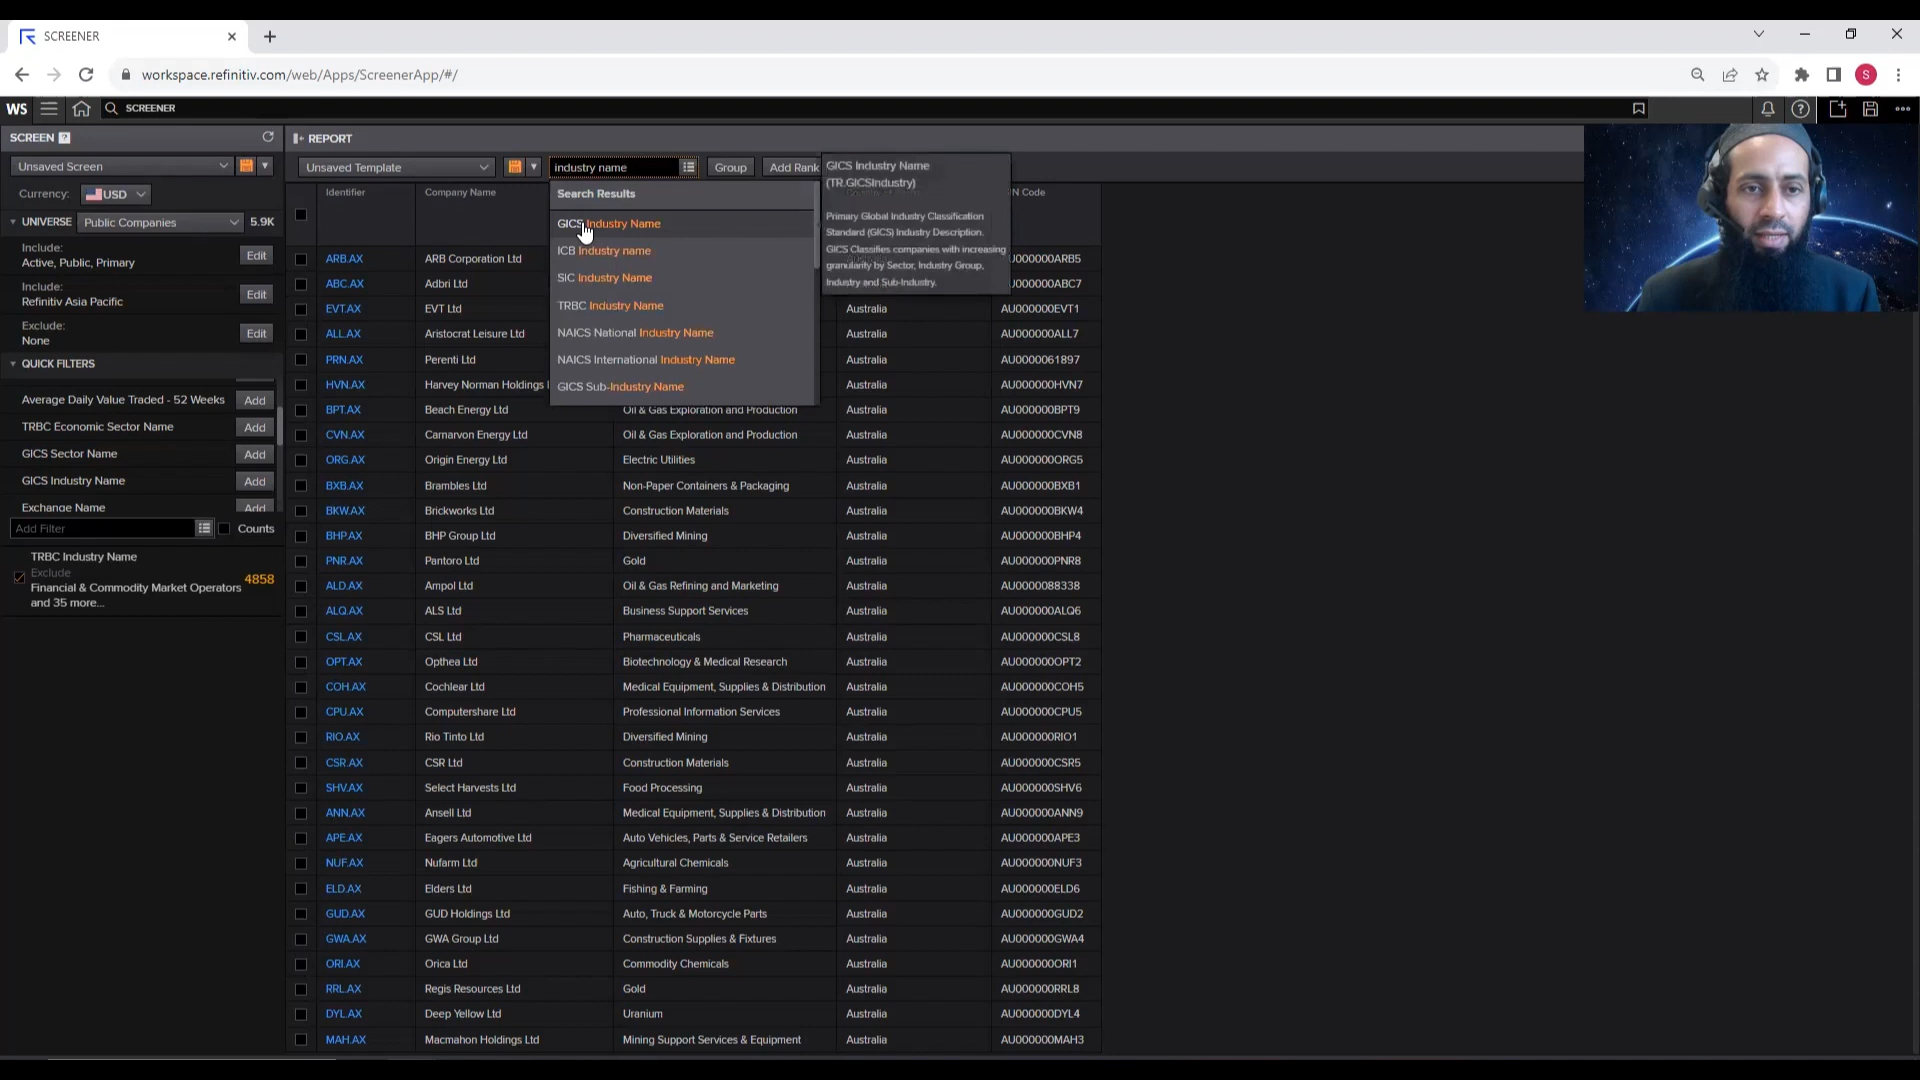 SCREENER
workspace.refinitiv.com/web/Apps/ScreenerApp/#/
S
WS SCREENER
SCREEN ?
REPORT
Unsaved Screen
Unsaved Template
industry name
Group
Add Rank
Currency: USD
UNIVERSE Public Companies 5.9K
Include:
Active, Public, Primary
Edit
Include:
Refinitiv Asia Pacific
Edit
Exclude:
None
Edit
QUICK FILTERS
Average Daily Value Traded - 52 Weeks Add
TRBC Economic Sector Name Add
GICS Sector Name Add
GICS Industry Name Add
Exchange Name Add
Add Filter Counts
TRBC Industry Name
Exclude
Financial & Commodity Market Operators
and 35 more...
4858
Search Results
GICS Industry Name
ICB Industry name
SIC Industry Name
TRBC Industry Name
NAICS National Industry Name
NAICS International Industry Name
GICS Sub-Industry Name
GICS Industry Name
(TR.GICSIndustry)
Primary Global Industry Classification
Standard (GICS) Industry Description.
GICS Classifies companies with increasing
granularity by Sector, Industry Group,
Industry and Sub-Industry.
Identifier Company Name N Code
ARB.AX ARB Corporation Ltd U000000ARB5
ABC.AX Adbri Ltd U000000ABC7
EVT.AX EVT Ltd Australia AU000000EVT1
ALL.AX Aristocrat Leisure Ltd Australia AU000000ALL7
PRN.AX Perenti Ltd Australia AU0000061897
HVN.AX Harvey Norman Holdings Australia AU000000HVN7
BPT.AX Beach Energy Ltd Oil & Gas Exploration and Production Australia AU000000BPT9
CVN.AX Carnarvon Energy Ltd Oil & Gas Exploration and Production Australia AU000000CVN8
ORG.AX Origin Energy Ltd Electric Utilities Australia AU000000ORG5
BXB.AX Brambles Ltd Non-Paper Containers & Packaging Australia AU000000BXB1
BKW.AX Brickworks Ltd Construction Materials Australia AU000000BKW4
BHP.AX BHP Group Ltd Diversified Mining Australia AU000000BHP4
PNR.AX Pantoro Ltd Gold Australia AU000000PNR8
ALD.AX Ampol Ltd Oil & Gas Refining and Marketing Australia AU0000088338
ALQ.AX ALS Ltd Business Support Services Australia AU000000ALQ6
CSL.AX CSL Ltd Pharmaceuticals Australia AU000000CSL8
OPT.AX Opthea Ltd Biotechnology & Medical Research Australia AU000000OPT2
COH.AX Cochlear Ltd Medical Equipment, Supplies & Distribution Australia AU000000COH5
CPU.AX Computershare Ltd Professional Information Services Australia AU000000CPU5
RIO.AX Rio Tinto Ltd Diversified Mining Australia AU000000RIO1
CSR.AX CSR Ltd Construction Materials Australia AU000000CSR5
SHV.AX Select Harvests Ltd Food Processing Australia AU000000SHV6
ANN.AX Ansell Ltd Medical Equipment, Supplies & Distribution Australia AU000000ANN9
APE.AX Eagers Automotive Ltd Auto Vehicles, Parts & Service Retailers Australia AU000000APE3
NUF.AX Nufarm Ltd Agricultural Chemicals Australia AU000000NUF3
ELD.AX Elders Ltd Fishing & Farming Australia AU000000ELD6
GUD.AX GUD Holdings Ltd Auto, Truck & Motorcycle Parts Australia AU000000GUD2
GWA.AX GWA Group Ltd Construction Supplies & Fixtures Australia AU000000GWA4
ORI.AX Orica Ltd Commodity Chemicals Australia AU000000ORI1
RRL.AX Regis Resources Ltd Gold Australia AU000000RRL8
DYL.AX Deep Yellow Ltd Uranium Australia AU000000DYL4
MAH.AX Macmahon Holdings Ltd Mining Support Services & Equipment Australia AU000000MAH3